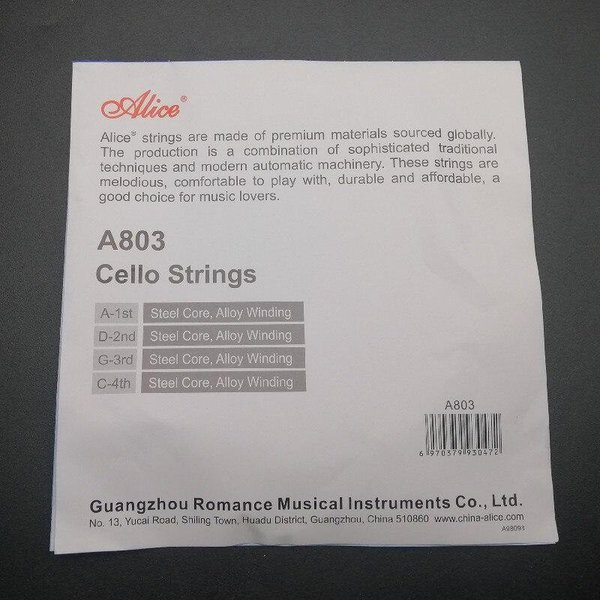 Alice®
Alice® strings are made of premium materials sourced globally.
The production is a combination of sophisticated traditional
techniques and modern automatic machinery. These strings are
melodious, comfortable to play with, durable and affordable, a
good choice for music lovers.
A803
Cello Strings
A-1st Steel Core, Alloy Winding
D-2nd Steel Core, Alloy Winding
G-3rd Steel Core, Alloy Winding
C-4th Steel Core, Alloy Winding
A803
6 970379 930472
Guangzhou Romance Musical Instruments Co., Ltd.
No. 13, Yucai Road, Shiling Town, Huadu District, Guangzhou, China 510860 www.china-alice.com